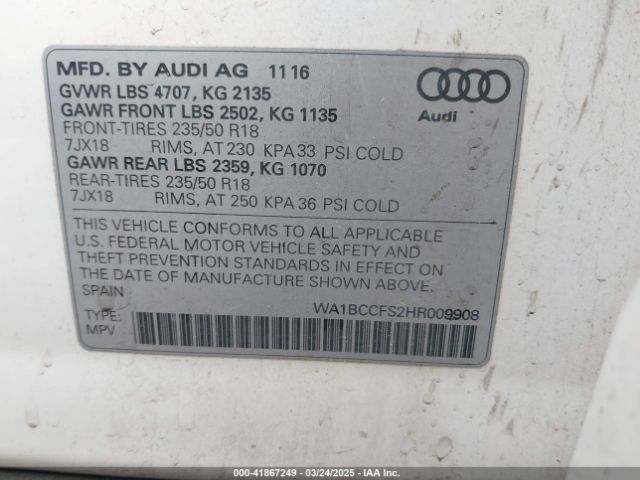 MFD. BY AUDI AG 11 16
GVWR LBS 4707, KG 2135
GAWR FRONT LBS 2502, KG 1135
FRONT-TIRES 235/50 R18
7JX18 RIMS, AT 230 KPA 33 PSI COLD
GAWR REAR LBS 2359, KG 1070
REAR-TIRES 235/50 R18
7JX18 RIMS, AT 250 KPA 36 PSI COLD
Audi
THIS VEHICLE CONFORMS TO ALL APPLICABLE
U.S. FEDERAL MOTOR VEHICLE SAFETY AND
THEFT PREVENTION STANDARDS IN EFFECT ON
THE DATE OF MANUFACTURE SHOWN ABOVE.
SPAIN
WA1BCCFS2HR009908
TYPE:
MPV
000-41867249 - 03/24/2025 - IAA Inc.